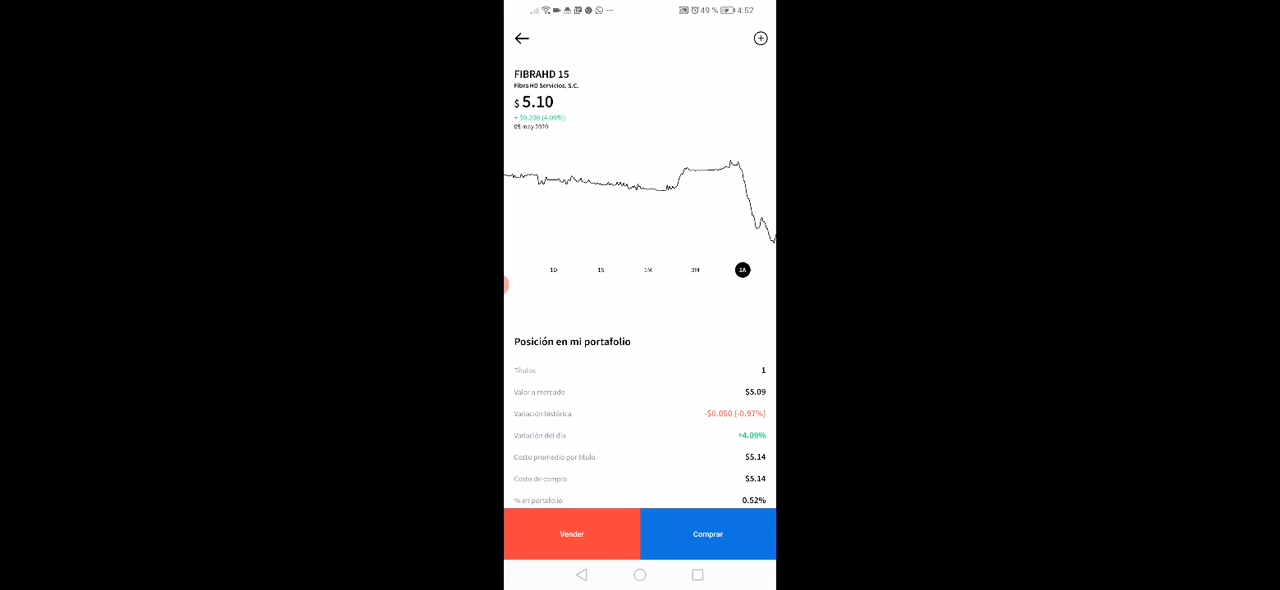 49 % 4:52
FIBRAHD 15
Fibra HD Servicios, S.C.
$ 5.10
+ $0.200 (4.09%)
05 may 2020
1D 1S 1M 3M 1A
Posición en mi portafolio
Títulos 1
Valor a mercado $5.09
Variación histórica -$0.050 (-0.97%)
Variación del día +4.09%
Costo promedio por título $5.14
Costo de compra $5.14
% en portafolio 0.52%
Vender Comprar